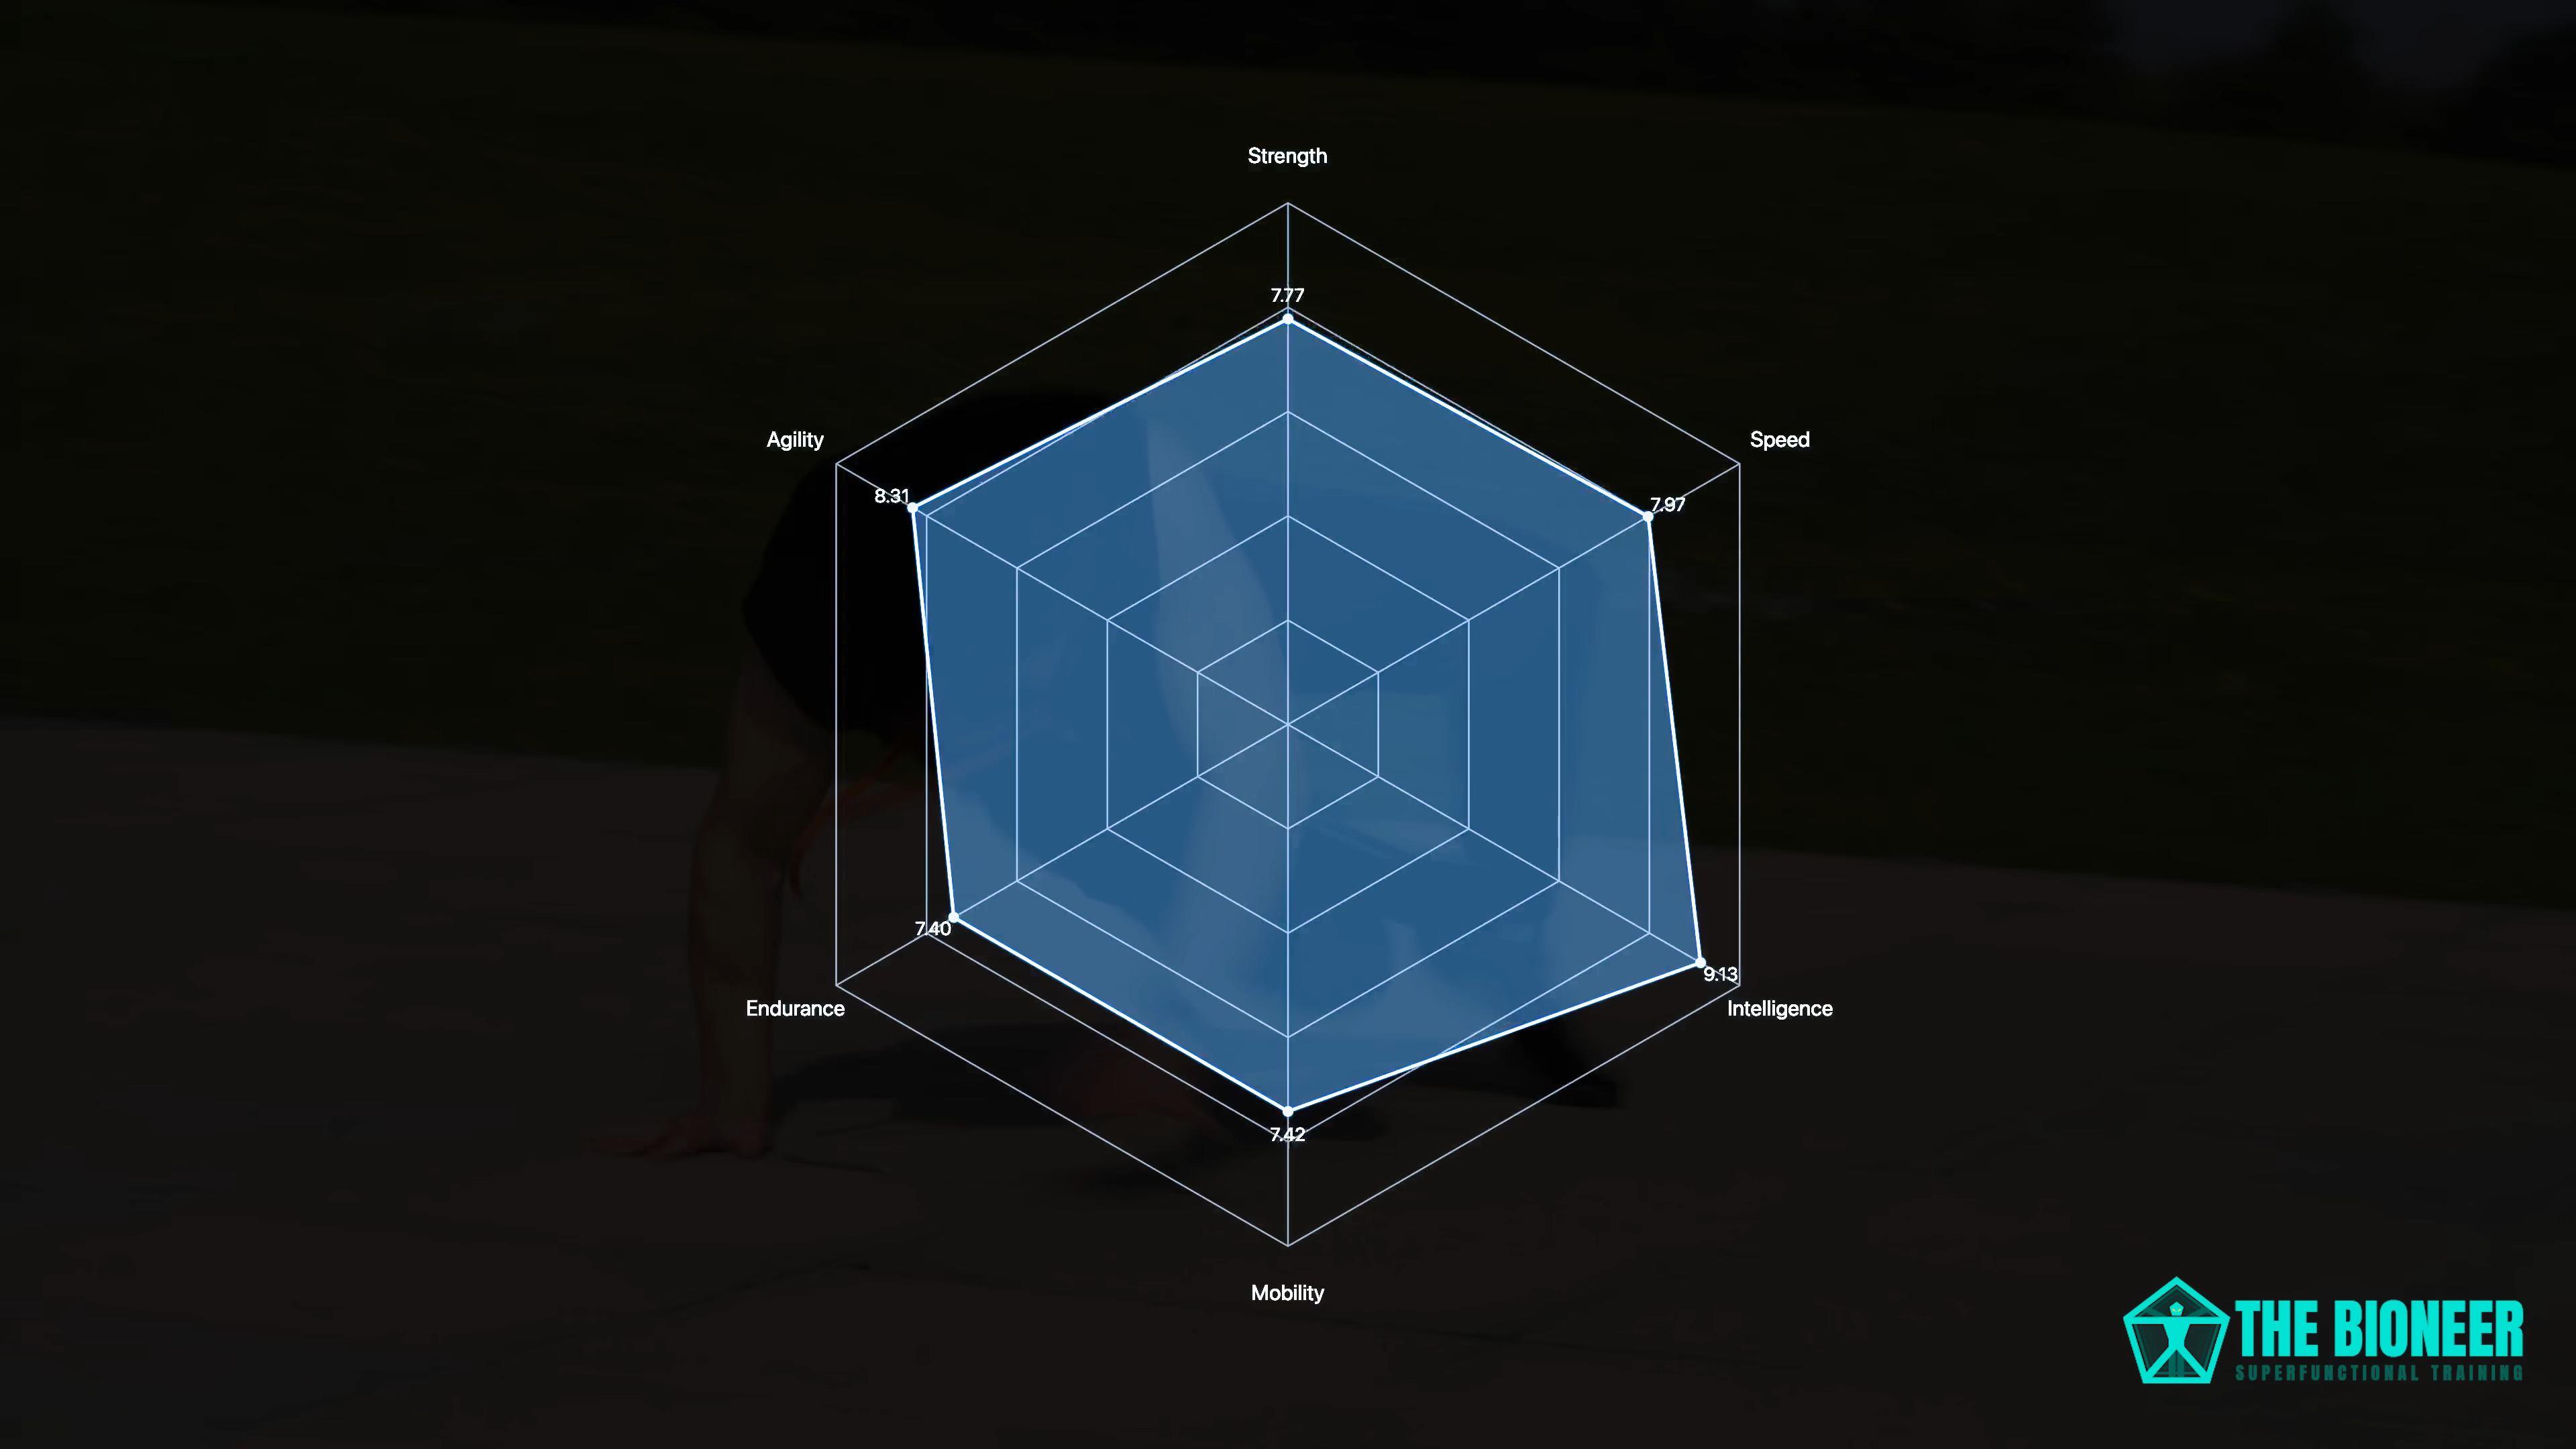 Strength
7.77
Agility
Speed
8.31
7.97
7.40
9.13
Endurance
Intelligence
7.42
Mobility
THE BIONEER
SUPERFUNCTIONAL TRAINING